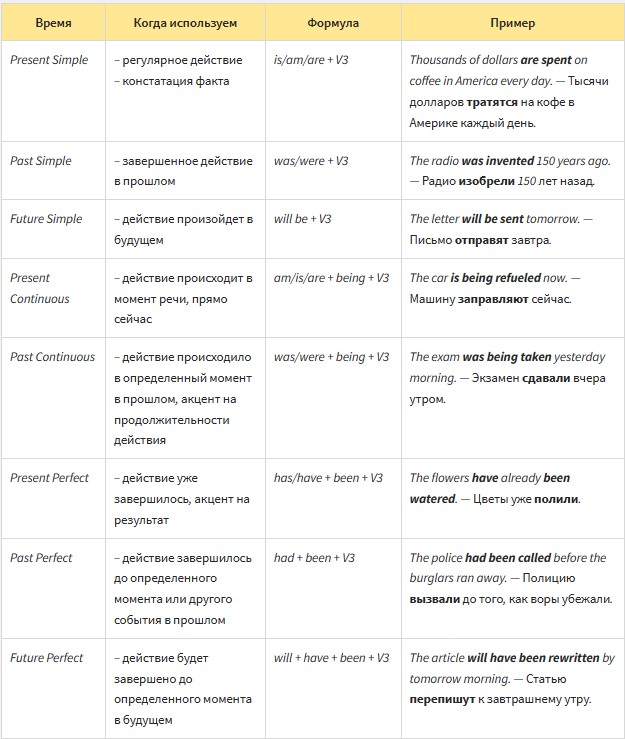 Время Когда используем Формула Пример
Present Simple – регулярное действие is/am/are + V3 Thousands of dollars are spent on
– констатация факта coffee in America every day. — Тысячи
долларов тратятся на кофе в
Америке каждый день.
Past Simple – завершенное действие was/were + V3 The radio was invented 150 years ago.
в прошлом — Радио изобрели 150 лет назад.
Future Simple – действие произойдет в will be + V3 The letter will be sent tomorrow. —
будущем Письмо отправят завтра.
Present – действие происходит в am/is/are + being + V3 The car is being refueled now. —
Continuous момент речи, прямо Машину заправляют сейчас.
сейчас
Past Continuous – действие происходило was/were + being + V3 The exam was being taken yesterday
в определенный момент morning. — Экзамен сдавали вчера
в прошлом, акцент на утром.
продолжительности
действия
Present Perfect – действие уже has/have + been + V3 The flowers have already been
завершилось, акцент на watered. — Цветы уже полили.
результат
Past Perfect – действие завершилось had + been + V3 The police had been called before the
до определенного burglars ran away. — Полицию
момента или другого вызвали до того, как воры убежали.
события в прошлом
Future Perfect – действие будет will + have + been + V3 The article will have been rewritten by
завершено до tomorrow morning. — Статью
определенного момента перепишут к завтрашнему утру.
в будущем